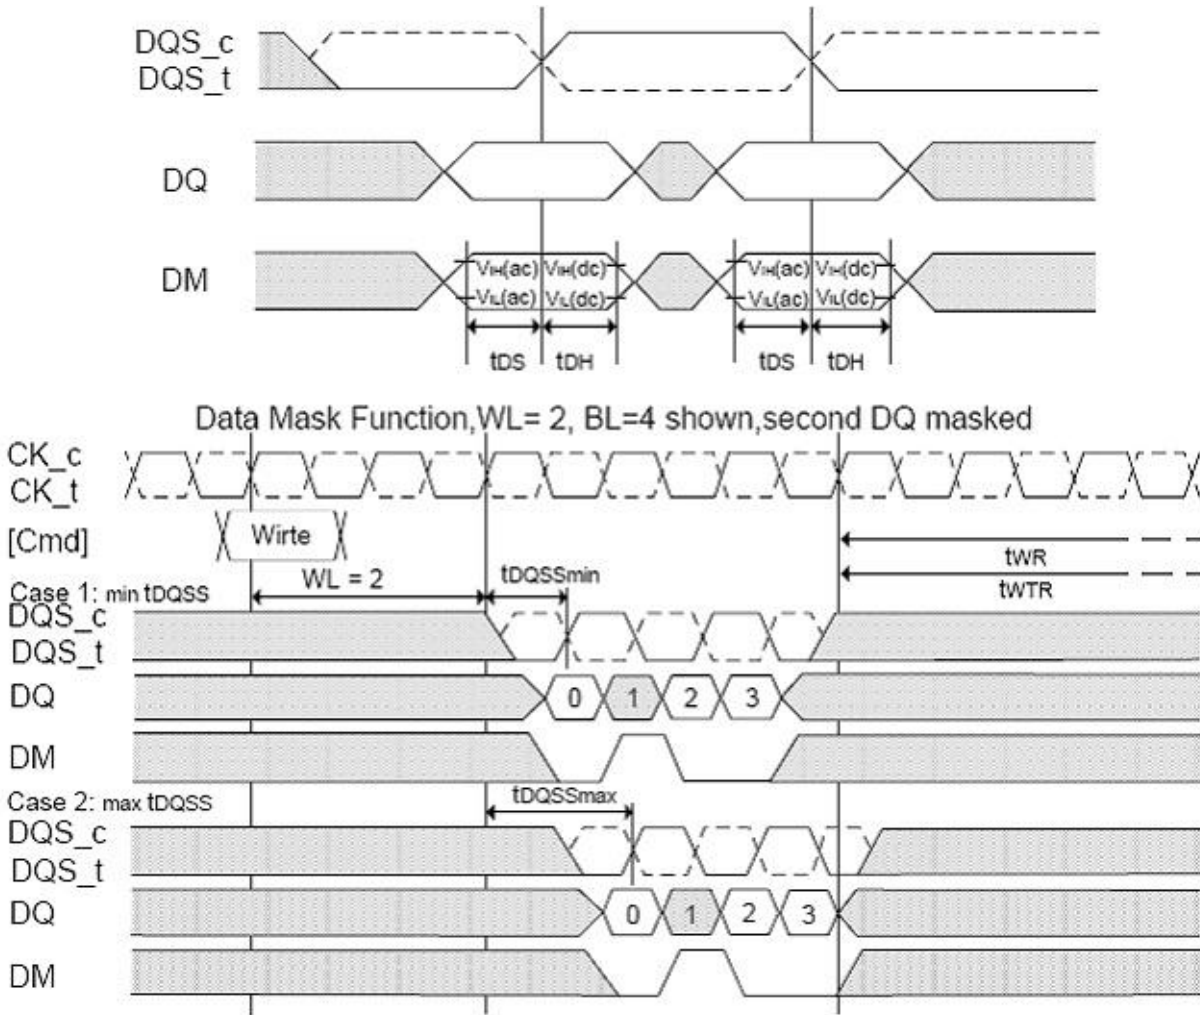 DQS_c
DQS_t
DQ
DM
VIH(ac) VIH(dc) VIH(ac) VIH(dc)
VIL(ac) VIL(dc) VIL(ac) VIL(dc)
tDS tDH tDS tDH
Data Mask Function,WL= 2, BL=4 shown,second DQ masked
CK_c
CK_t
[Cmd] Wirte
tWR
WL = 2 tDQSSmin
tWTR
Case 1: min tDQSS
DQS_c
DQS_t
DQ 0 1 2 3
DM
Case 2: max tDQSS tDQSSmax
DQS_c
DQS_t
DQ 0 1 2 3
DM